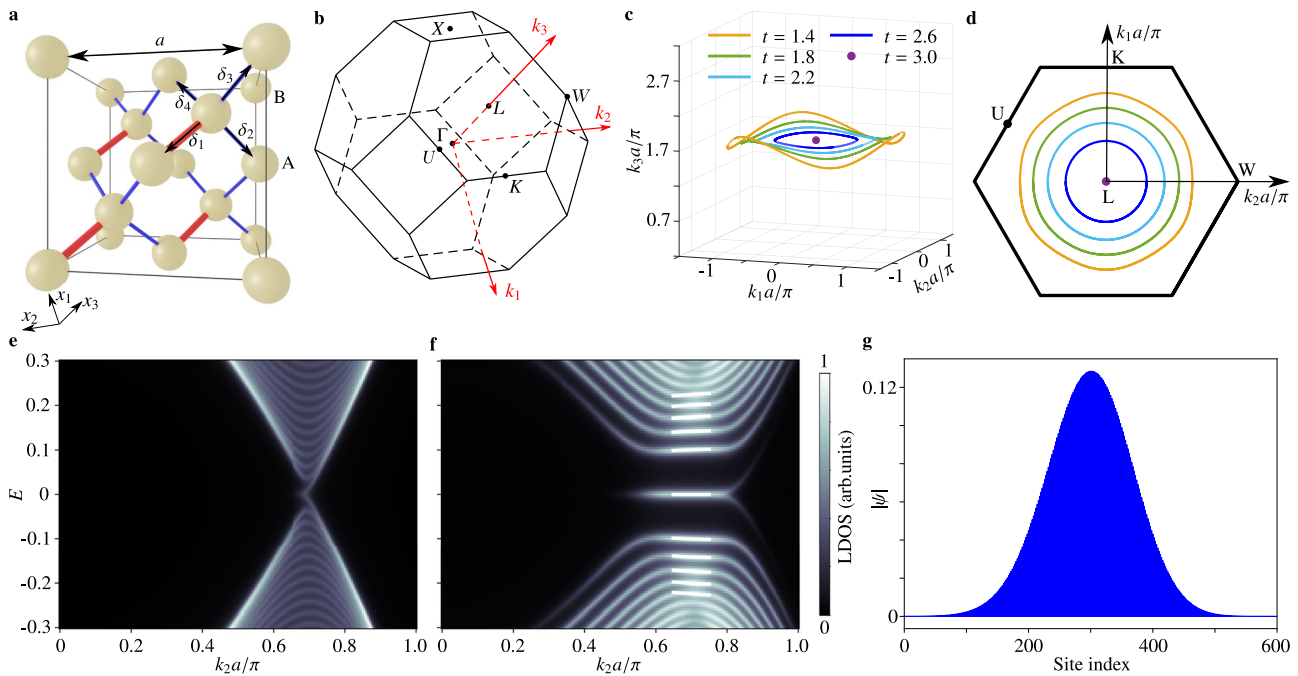 a
a
δ3
δ4
B
δ2
δ1
A
x1
x3
x2
b
X
k3
W
L
k2
Γ
U
K
k1
c
t = 1.4
t = 2.6
t = 1.8
t = 3.0
t = 2.2
2.7
1.7
0.7
k3a/π
-1
0
1
k1a/π
-1
0
1
k2a/π
d
k1a/π
K
U
W
L
k2a/π
e
0.3
0.2
0.1
0
-0.1
-0.2
-0.3
E
0
0.2
0.4
0.6
0.8
1.0
k2a/π
f
0
0.2
0.4
0.6
0.8
1.0
k2a/π
1
0
LDOS (arb.units)
g
0.12
0
|ψ|
0
200
400
600
Site index